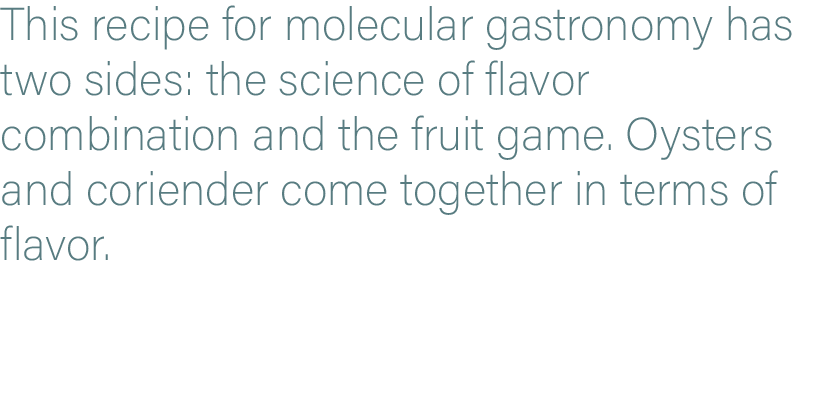 This recipe for molecular gastronomy has
two sides: the science of flavor
combination and the fruit game. Oysters
and coriender come together in terms of
flavor.